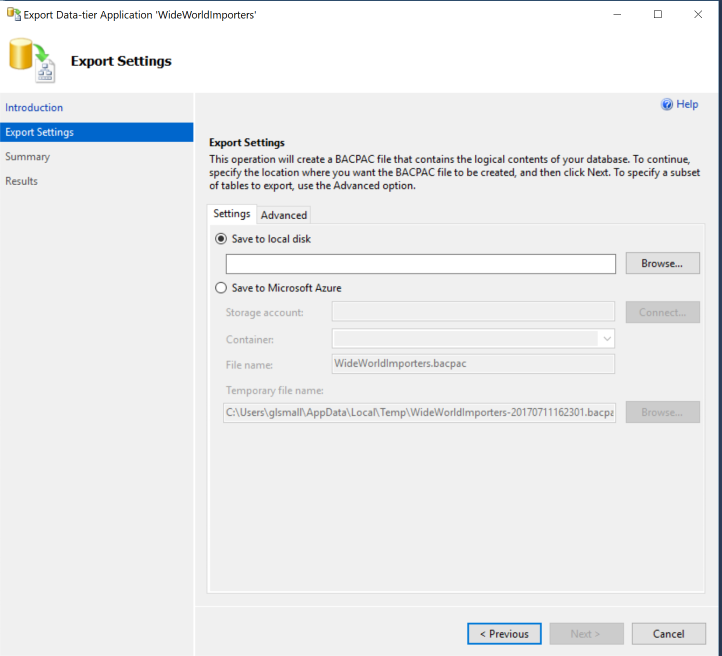 Export Data-tier Application 'WideWorldImporters'
Export Settings
Introduction
Export Settings
Summary
Results
Help
Export Settings
This operation will create a BACPAC file that contains the logical contents of your database. To continue,
specify the location where you want the BACPAC file to be created, and then click Next. To specify a subset
of tables to export, use the Advanced option.
Settings Advanced
Save to local disk
Browse...
Save to Microsoft Azure
Storage account: Connect...
Container:
File name: WideWorldImporters.bacpac
Temporary file name:
C:\Users\glsmall\AppData\Local\Temp\WideWorldImporters-20170711162301.bacpa Browse...
< Previous Next > Cancel